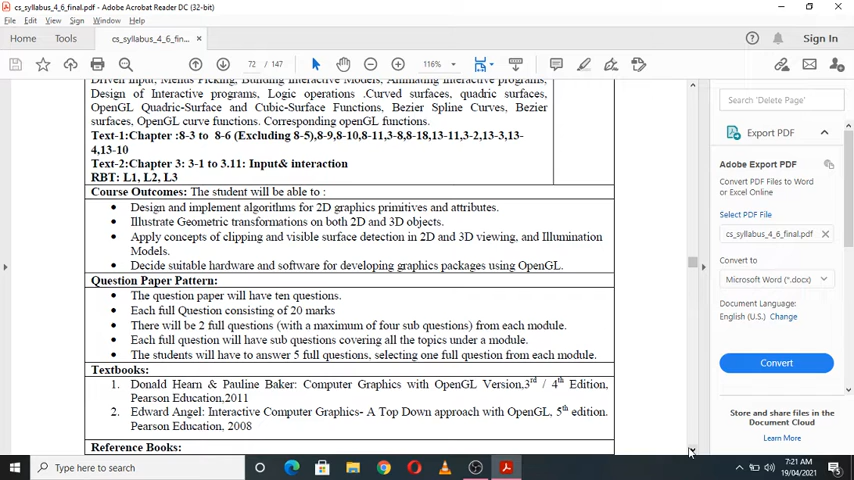 cs_syllabus_4_6_final.pdf - Adobe Acrobat Reader DC (32-bit)
File Edit View Sign Window Help
Home Tools cs_syllabus_4_6_fin... × Sign In
72 / 147 116%
Driven Input, Menus Picking, Building Interactive Models, Animating Interactive programs,
Design of Interactive programs, Logic operations .Curved surfaces, quadric surfaces,
OpenGL Quadric-Surface and Cubic-Surface Functions, Bezier Spline Curves, Bezier
surfaces, OpenGL curve functions. Corresponding openGL functions.
Text-1:Chapter :8-3 to 8-6 (Excluding 8-5),8-9,8-10,8-11,3-8,8-18,13-11,3-2,13-3,13-
4,13-10
Text-2:Chapter 3: 3-1 to 3.11: Input& interaction
RBT: L1, L2, L3
Course Outcomes: The student will be able to :
• Design and implement algorithms for 2D graphics primitives and attributes.
• Illustrate Geometric transformations on both 2D and 3D objects.
• Apply concepts of clipping and visible surface detection in 2D and 3D viewing, and Illumination
Models.
• Decide suitable hardware and software for developing graphics packages using OpenGL.
Question Paper Pattern:
• The question paper will have ten questions.
• Each full Question consisting of 20 marks
• There will be 2 full questions (with a maximum of four sub questions) from each module.
• Each full question will have sub questions covering all the topics under a module.
• The students will have to answer 5 full questions, selecting one full question from each module.
Textbooks:
1. Donald Hearn & Pauline Baker: Computer Graphics with OpenGL Version,3rd / 4th Edition,
Pearson Education,2011
2. Edward Angel: Interactive Computer Graphics- A Top Down approach with OpenGL, 5th edition.
Pearson Education, 2008
Reference Books:
Search 'Delete Page'
Export PDF
Adobe Export PDF
Convert PDF Files to Word
or Excel Online
Select PDF File
cs_syllabus_4_6_final.pdf ×
Convert to
Microsoft Word (*.docx)
Document Language:
English (U.S.) Change
Convert
Store and share files in the
Document Cloud
Learn More
Type here to search
7:21 AM
19/04/2021